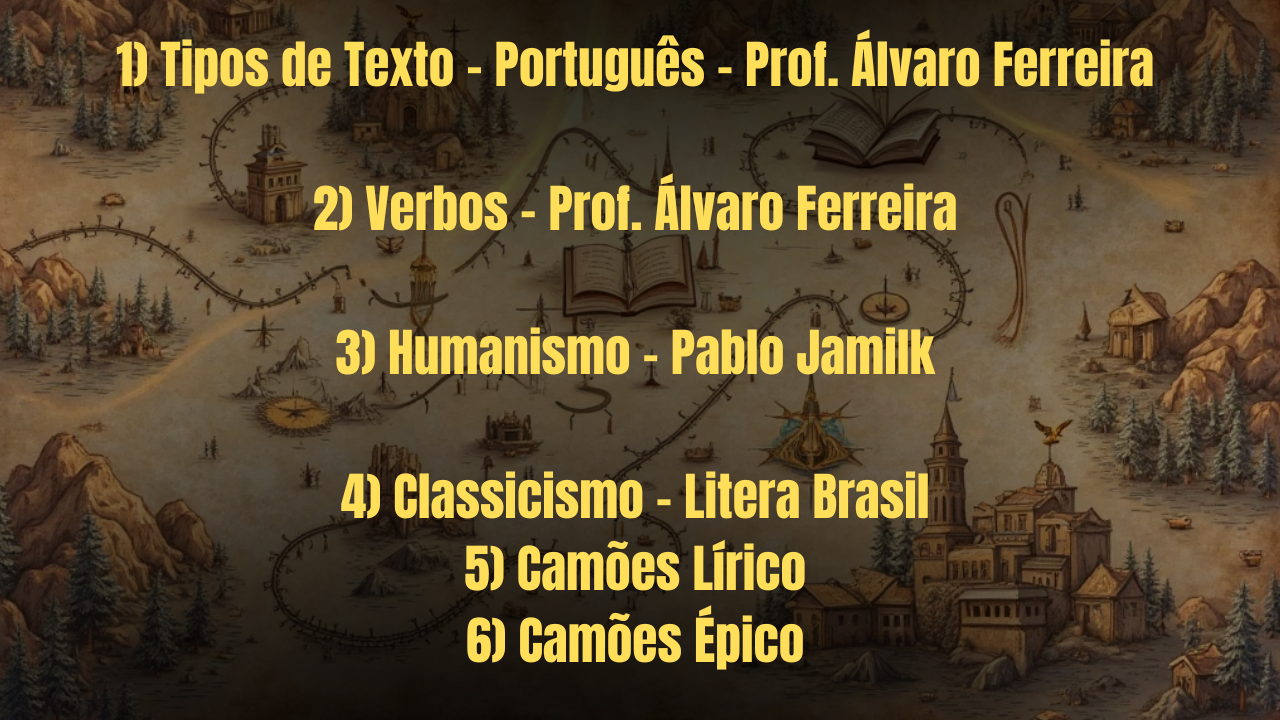 1) Tipos de Texto - Português - Prof. Álvaro Ferreira
2) Verbos - Prof. Álvaro Ferreira
3) Humanismo - Pablo Jamilk
4) Classicismo - Litera Brasil
5) Camões Lírico
6) Camões Épico